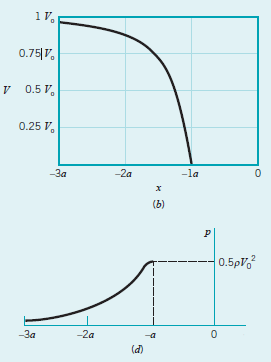 1 V₀
0.75 V₀
V 0.5 V₀
0.25 V₀
–3a –2a –1a 0
x
(b)
p
0.5ρV₀²
–3a –2a –a 0
(d)